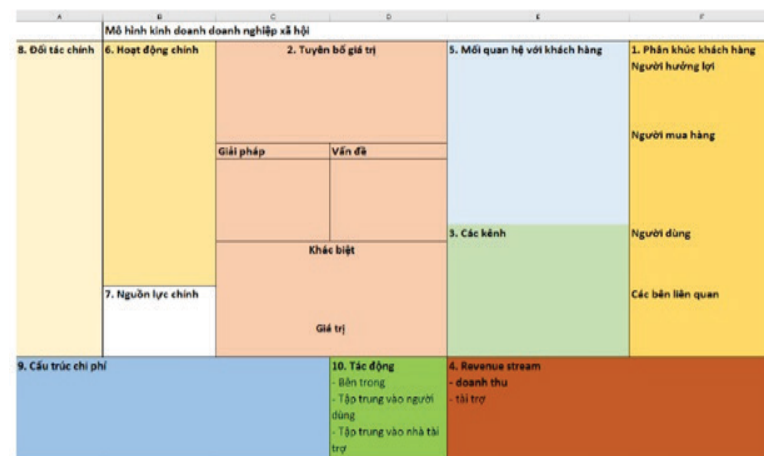 A B C D E F
Mô hình kinh doanh doanh nghiệp xã hội
8. Đối tác chính
6. Hoạt động chính
2. Tuyên bố giá trị
5. Mối quan hệ với khách hàng
1. Phân khúc khách hàng
Người hưởng lợi
Người mua hàng
Giải pháp
Vấn đề
3. Các kênh
Người dùng
Khác biệt
7. Nguồn lực chính
Các bên liên quan
Giá trị
9. Cấu trúc chi phí
10. Tác động
- Bên trong
- Tập trung vào người
dùng
- Tập trung vào nhà tài
trợ
4. Revenue stream
- doanh thu
- tài trợ